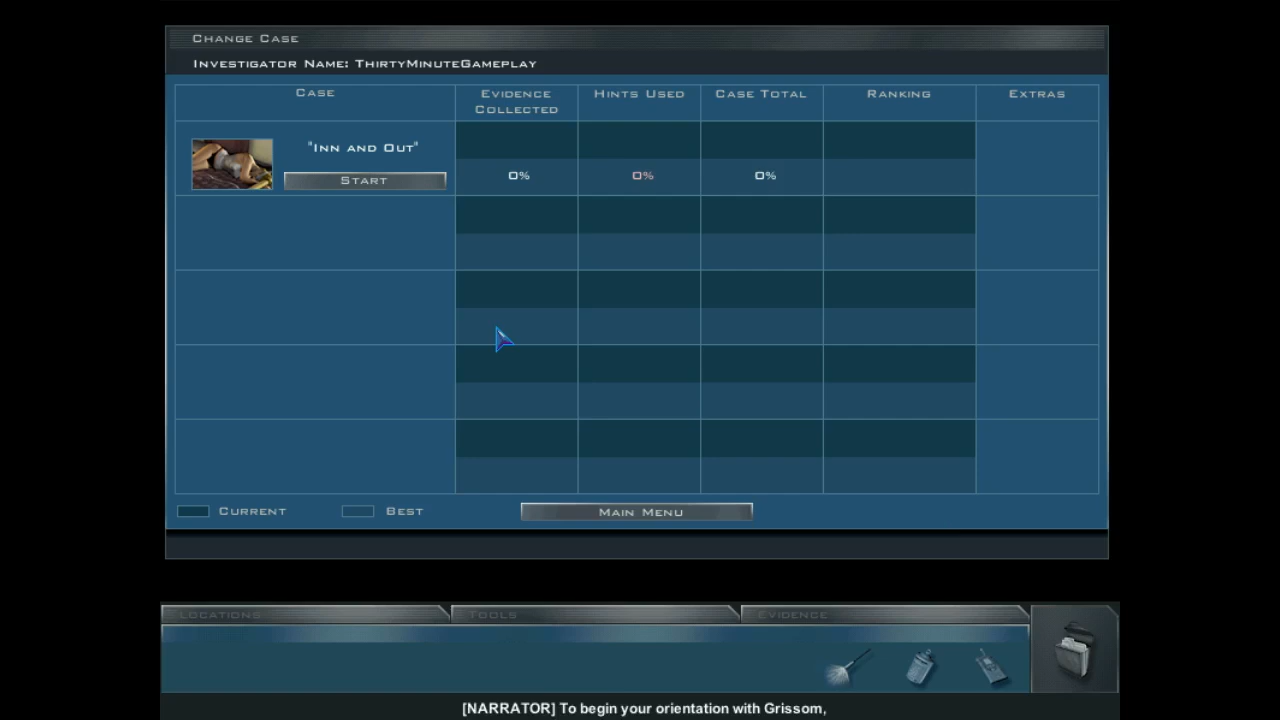 Change Case
Investigator Name: ThirtyMinuteGameplay
Case
Evidence
Collected
Hints Used
Case Total
Ranking
Extras
"Inn and Out"
Start
0%
0%
0%
Current
Best
Main Menu
Locations
Tools
Evidence
[NARRATOR] To begin your orientation with Grissom,